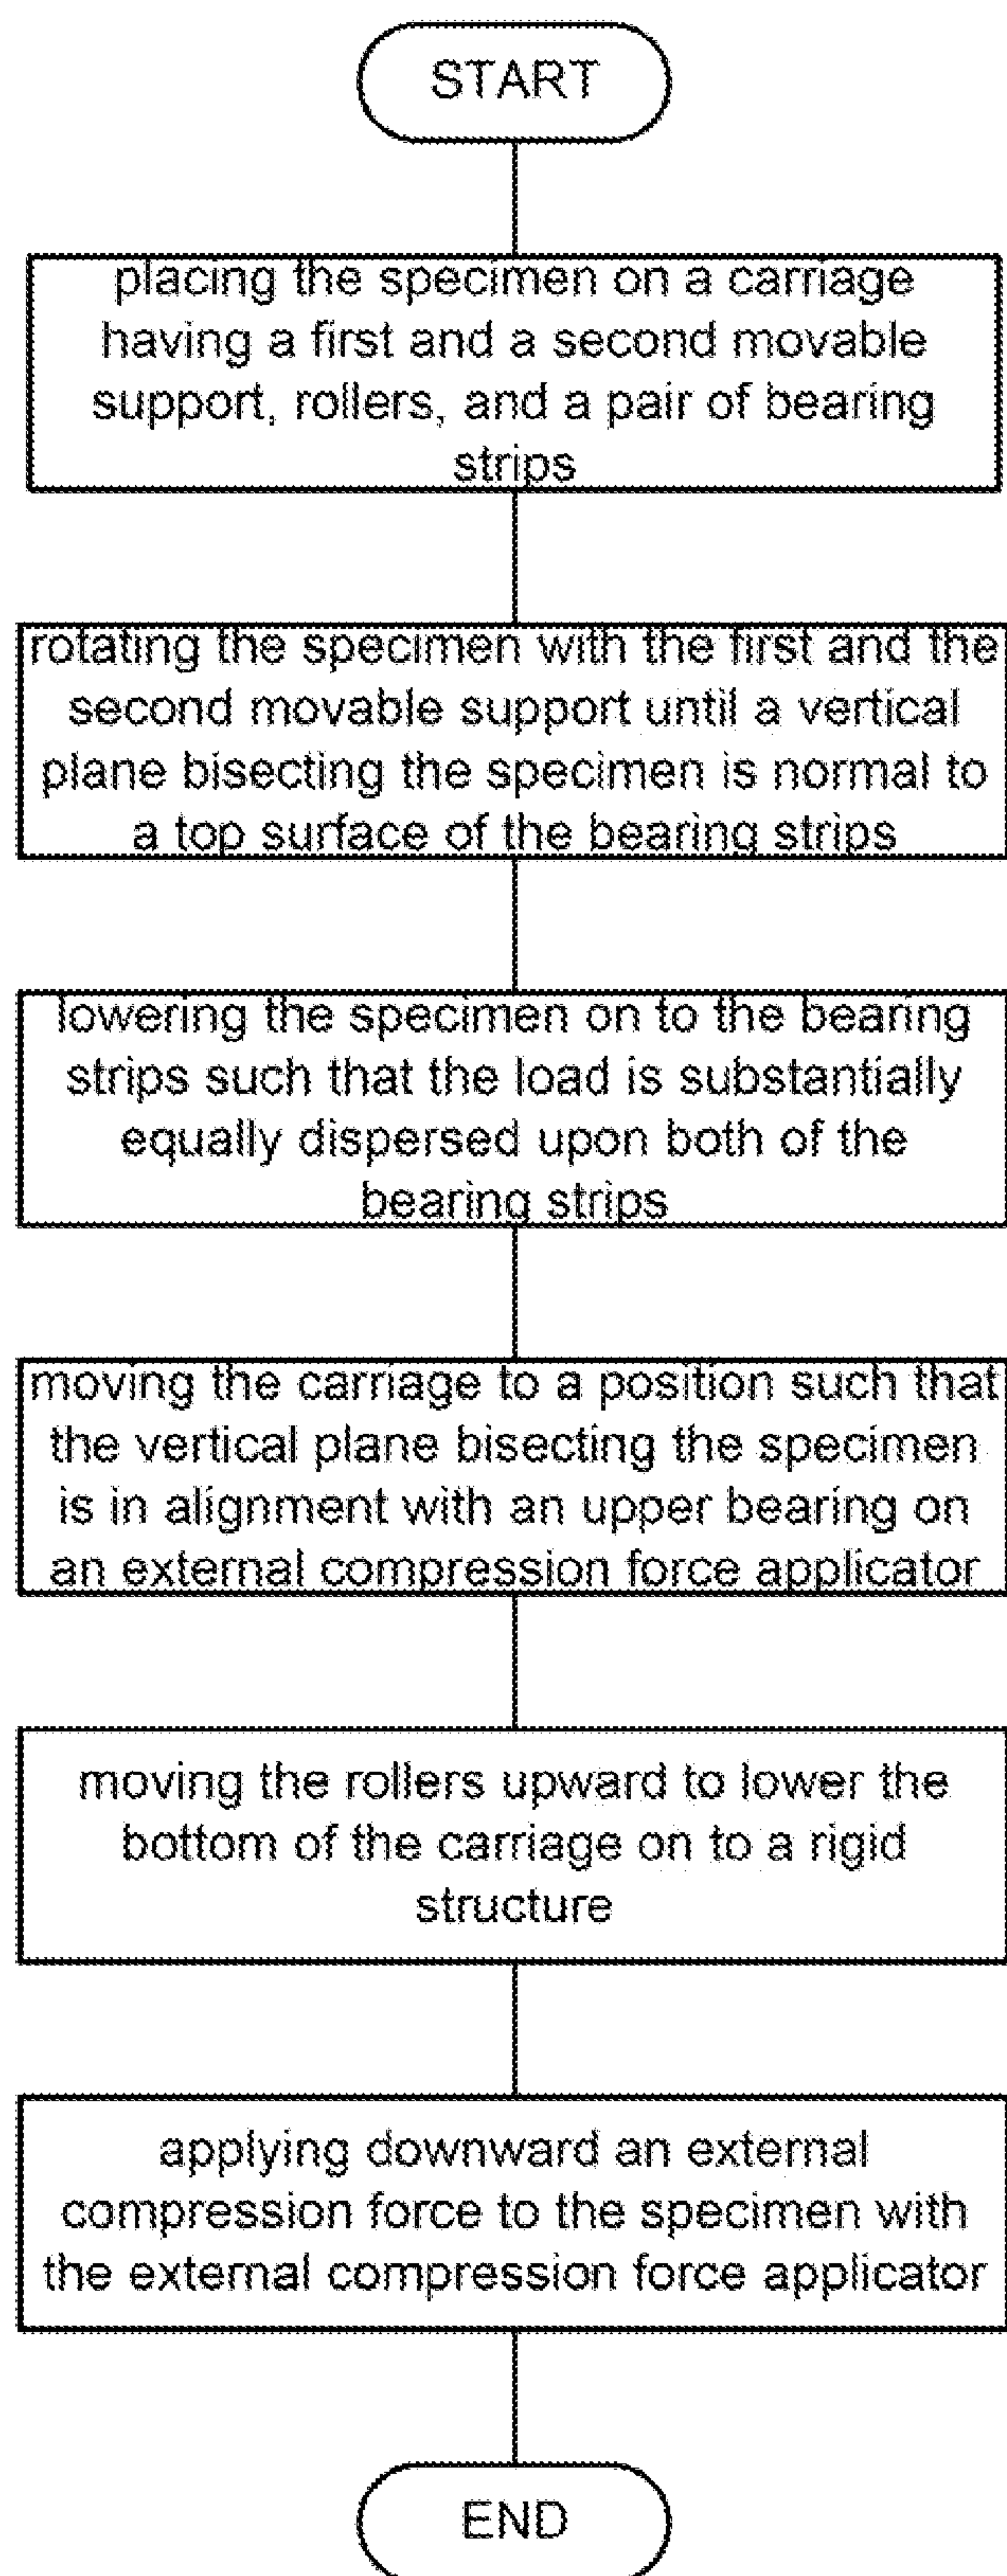 START
placing the specimen on a carriage
having a first and a second movable
support, rollers, and a pair of bearing
strips
rotating the specimen with the first and the
second movable support until a vertical
plane bisecting the specimen is normal to
a top surface of the bearing strips
lowering the specimen on to the bearing
strips such that the load is substantially
equally dispersed upon both of the
bearing strips
moving the carriage to a position such that
the vertical plane bisecting the specimen
is in alignment with an upper bearing on
an external compression force applicator
moving the rollers upward to lower the
bottom of the carriage on to a rigid
structure
applying downward an external
compression force to the specimen with
the external compression force applicator
END